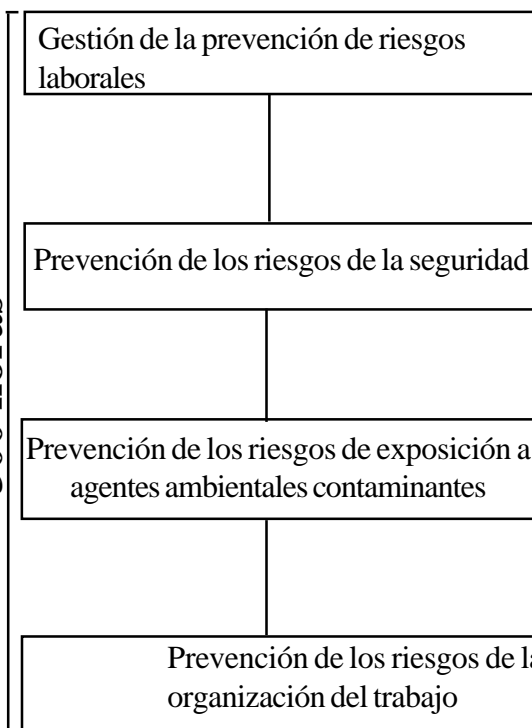 Gestión de la prevención de riesgos
laborales
Prevención de los riesgos de la seguridad
Prevención de los riesgos de exposición a
agentes ambientales contaminantes
Prevención de los riesgos de
organización del trabajo